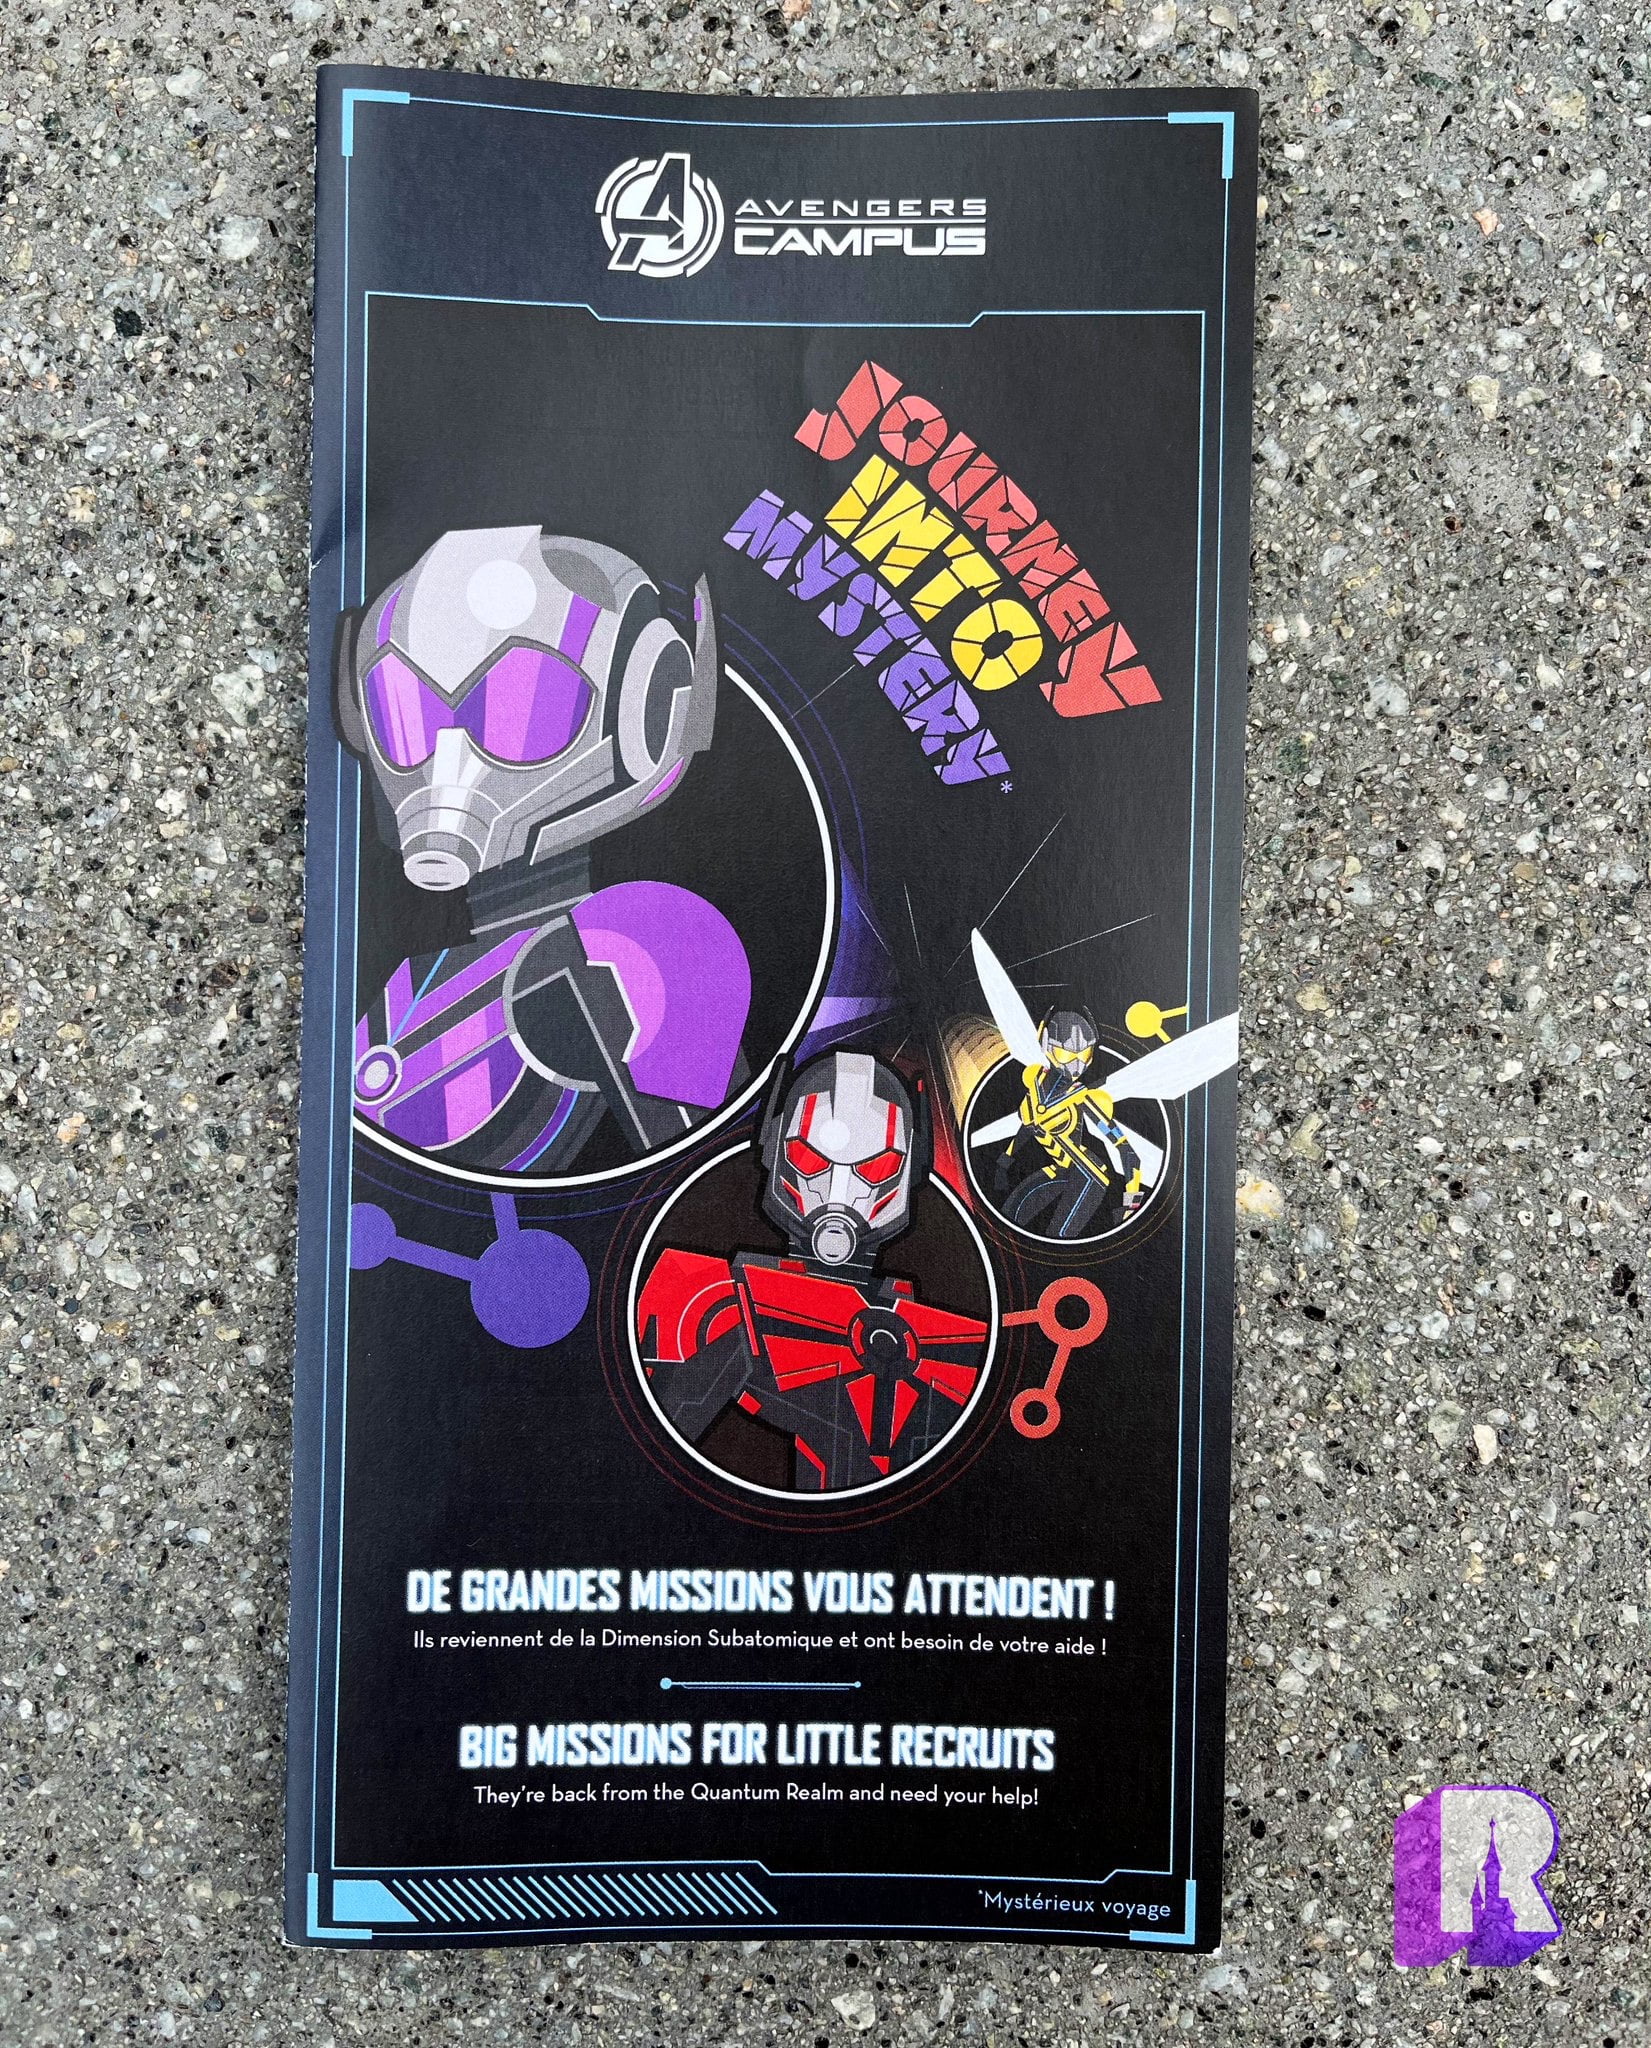 AVENGERS
CAMPUS
JOURNEY
INTO
MYSTERY*
DE GRANDES MISSIONS VOUS ATTENDENT !
Ils reviennent de la Dimension Subatomique et ont besoin de votre aide !
BIG MISSIONS FOR LITTLE RECRUITS
They're back from the Quantum Realm and need your help!
*Mystérieux voyage
R